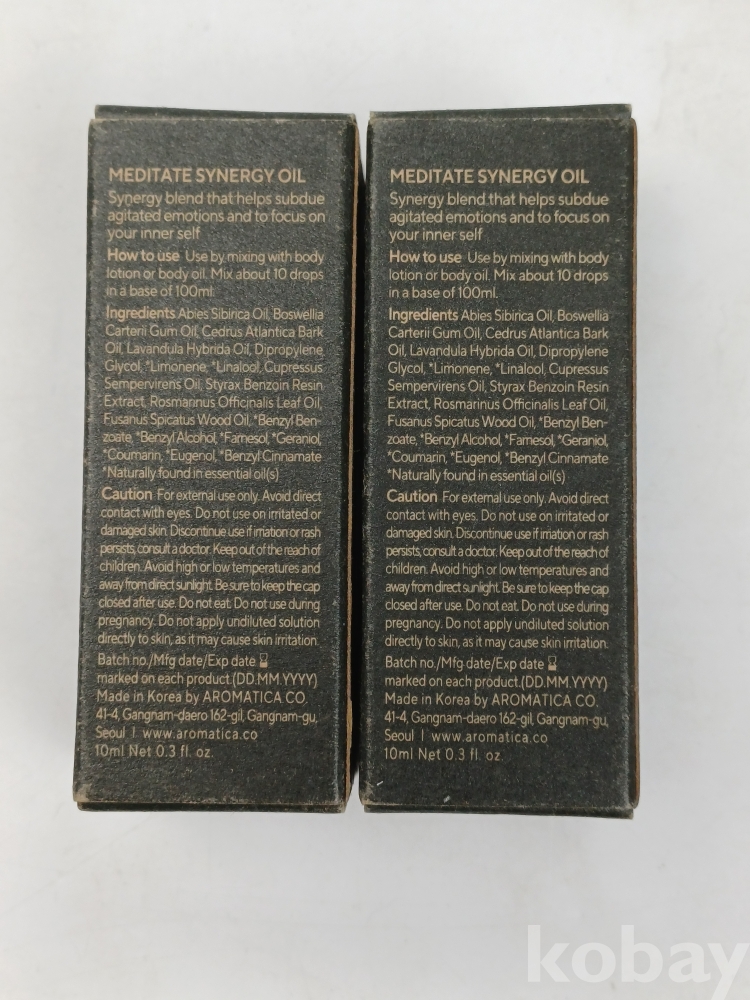 MEDITATE SYNERGY OIL
Synergy blend that helps subdue
agitated emotions and to focus on
your inner self
How to use Use by mixing with body
lotion or body oil. Mix about 10 drops
in a base of 100ml.
Ingredients Abies Sibirica Oil, Boswellia
Carterii Gum Oil, Cedrus Atlantica Bark
Oil, Lavandula Hybrida Oil, Dipropylene
Glycol, *Limonene, *Linalool, Cupressus
Sempervirens Oil, Styrax Benzoin Resin
Extract, Rosmarinus Officinalis Leaf Oil,
Fusanus Spicatus Wood Oil, *Benzyl Ben-
zoate, *Benzyl Alcohol, *Farnesol, *Geraniol,
*Coumarin, *Eugenol, *Benzyl Cinnamate
*Naturally found in essential oil(s)
Caution For external use only. Avoid direct
contact with eyes. Do not use on irritated or
damaged skin. Discontinue use if irritation or rash
persists, consult a doctor. Keep out of the reach of
children. Avoid high or low temperatures and
away from direct sunlight. Be sure to keep the cap
closed after use. Do not eat. Do not use during
pregnancy. Do not apply undiluted solution
directly to skin, as it may cause skin irritation.
Batch no./Mfg date/Exp date
marked on each product.(DD.MM.YYYY)
Made in Korea by AROMATICA CO.
41-4, Gangnam-daero 162-gil, Gangnam-gu,
Seoul | www.aromatica.co
10ml Net 0.3 fl. oz.
MEDITATE SYNERGY OIL
Synergy blend that helps subdue
agitated emotions and to focus on
your inner self
How to use Use by mixing with body
lotion or body oil. Mix about 10 drops
in a base of 100ml.
Ingredients Abies Sibirica Oil, Boswellia
Carterii Gum Oil, Cedrus Atlantica Bark
Oil, Lavandula Hybrida Oil, Dipropylene
Glycol, *Limonene, *Linalool, Cupressus
Sempervirens Oil, Styrax Benzoin Resin
Extract, Rosmarinus Officinalis Leaf Oil,
Fusanus Spicatus Wood Oil, *Benzyl Ben-
zoate, *Benzyl Alcohol, *Farnesol, *Geraniol,
*Coumarin, *Eugenol, *Benzyl Cinnamate
*Naturally found in essential oil(s)
Caution For external use only. Avoid direct
contact with eyes. Do not use on irritated or
damaged skin. Discontinue use if irritation or rash
persists, consult a doctor. Keep out of the reach of
children. Avoid high or low temperatures and
away from direct sunlight. Be sure to keep the cap
closed after use. Do not eat. Do not use during
pregnancy. Do not apply undiluted solution
directly to skin, as it may cause skin irritation.
Batch no./Mfg date/Exp date
marked on each product.(DD.MM.YYYY)
Made in Korea by AROMATICA CO.
41-4, Gangnam-daero 162-gil, Gangnam-gu,
Seoul | www.aromatica.co
10ml Net 0.3 fl. oz.
kobay